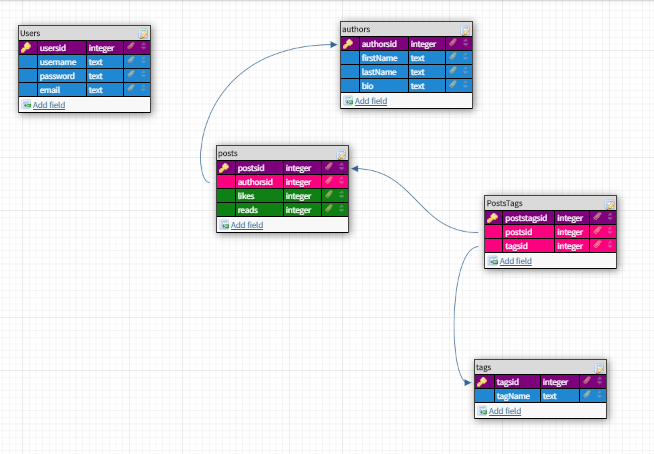 Users
usersid integer
username text
password text
email text
Add field
authors
authorsid integer
firstName text
lastName text
bio text
Add field
posts
postsid integer
authorsid integer
likes integer
reads integer
Add field
PostsTags
poststagsid integer
postsid integer
tagsid integer
Add field
tags
tagsid integer
tagName text
Add field